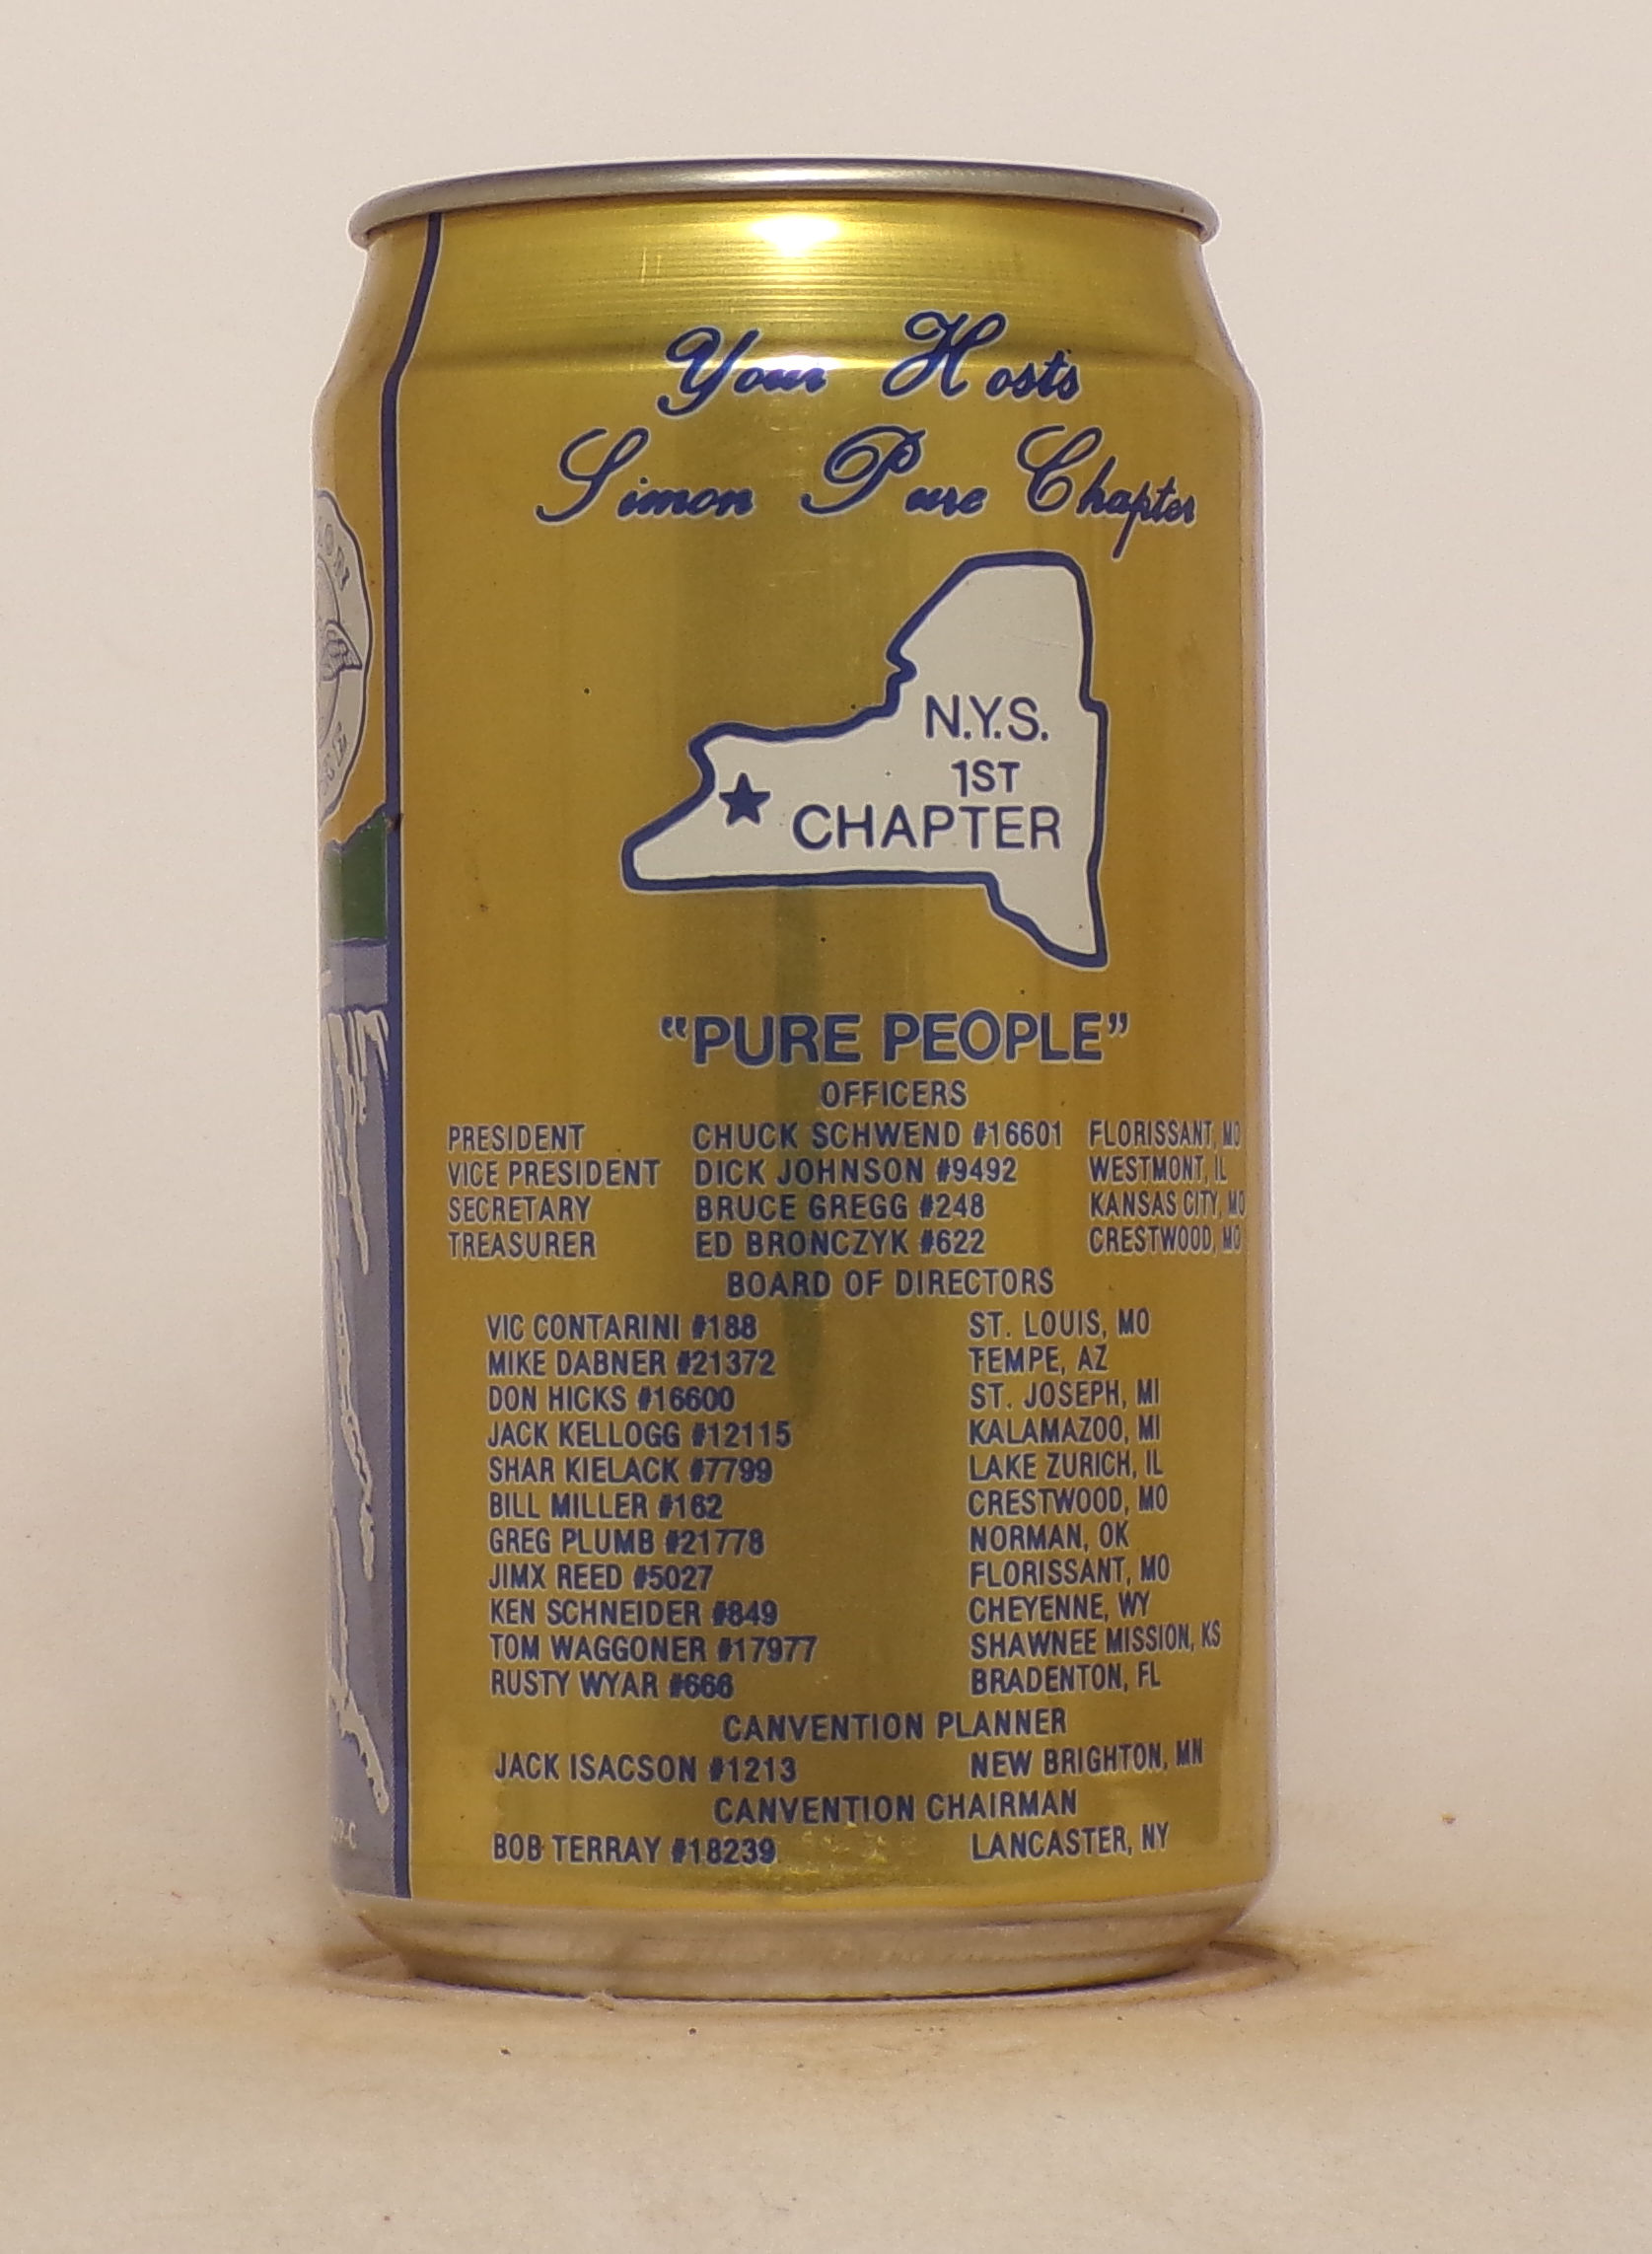 Your Hosts
Simon Pure Chapter
N.Y.S.
1ST
CHAPTER
"PURE PEOPLE"
OFFICERS
PRESIDENT CHUCK SCHWEND #16601 FLORISSANT, MO
VICE PRESIDENT DICK JOHNSON #9492 WESTMONT, IL
SECRETARY BRUCE GREGG #248 KANSAS CITY, MO
TREASURER ED BRONCZYK #622 CRESTWOOD, MO
BOARD OF DIRECTORS
VIC CONTARINI #188 ST. LOUIS, MO
MIKE DABNER #21372 TEMPE, AZ
DON HICKS #16600 ST. JOSEPH, MI
JACK KELLOGG #12115 KALAMAZOO, MI
SHAR KIELACK #7799 LAKE ZURICH, IL
BILL MILLER #162 CRESTWOOD, MO
GREG PLUMB #21778 NORMAN, OK
JIMX REED #5027 FLORISSANT, MO
KEN SCHNEIDER #849 CHEYENNE, WY
TOM WAGGONER #17977 SHAWNEE MISSION, KS
RUSTY WYAR #666 BRADENTON, FL
CANVENTION PLANNER
JACK ISACSON #1213 NEW BRIGHTON, MN
CANVENTION CHAIRMAN
BOB TERRAY #18239 LANCASTER, NY